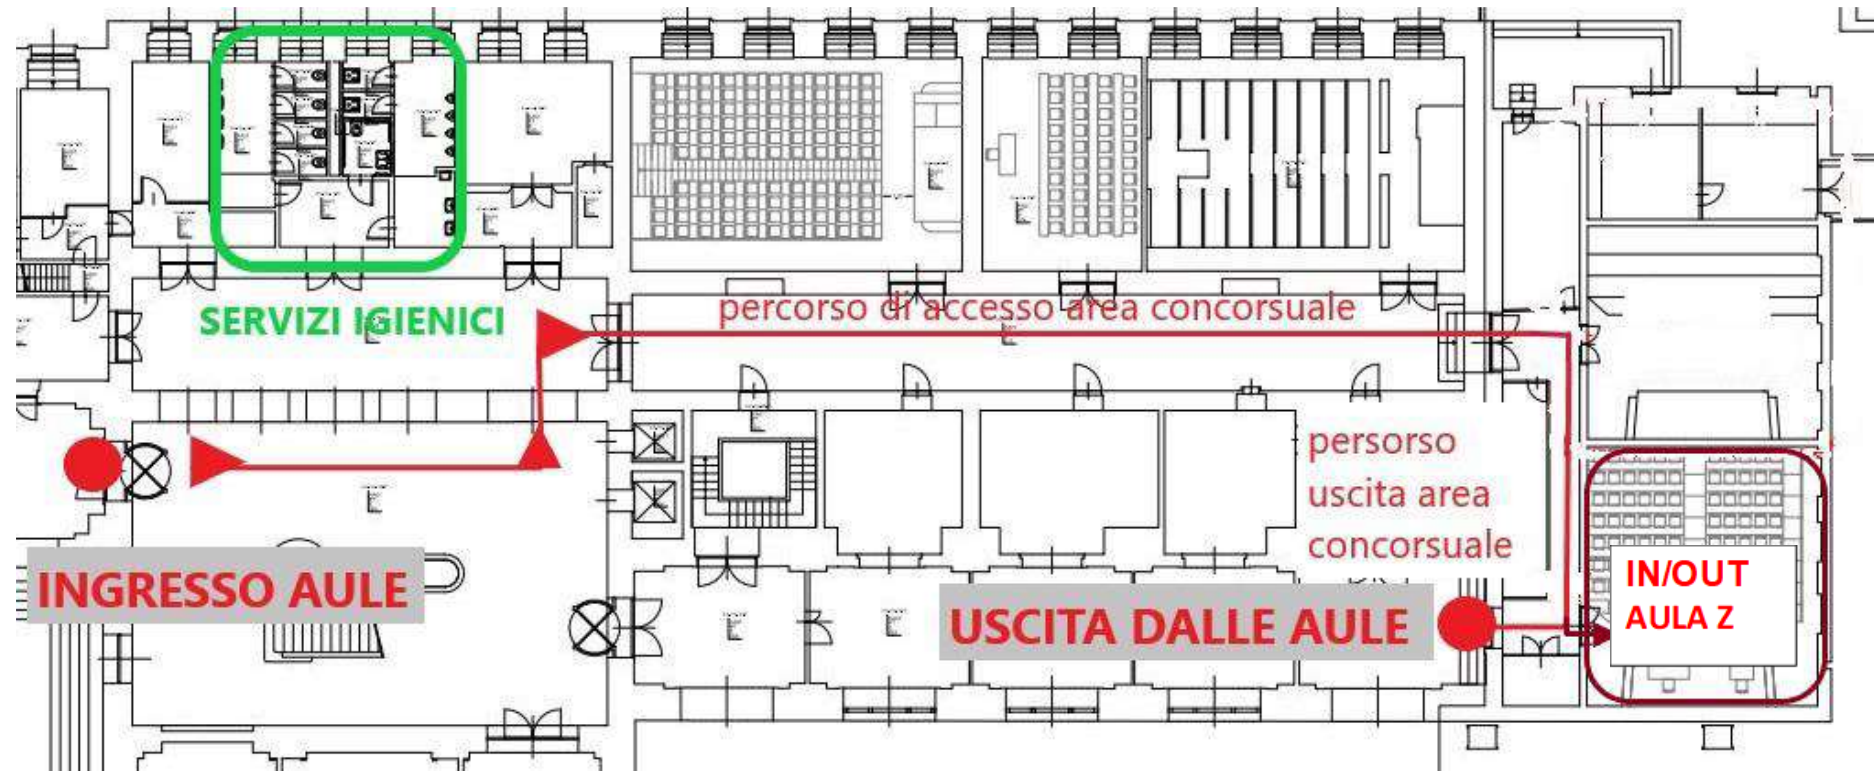 SERVIZI IGIENICI
percorso di accesso area concorsuale
persorso
uscita area
concorsuale
INGRESSO AULE
USCITA DALLE AULE
IN/OUT
AULA Z